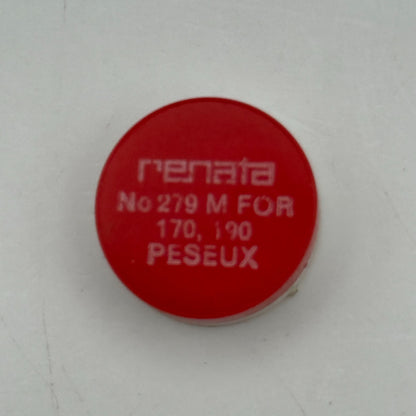 renata
No 279 M FOR
170, 190
PESEUX